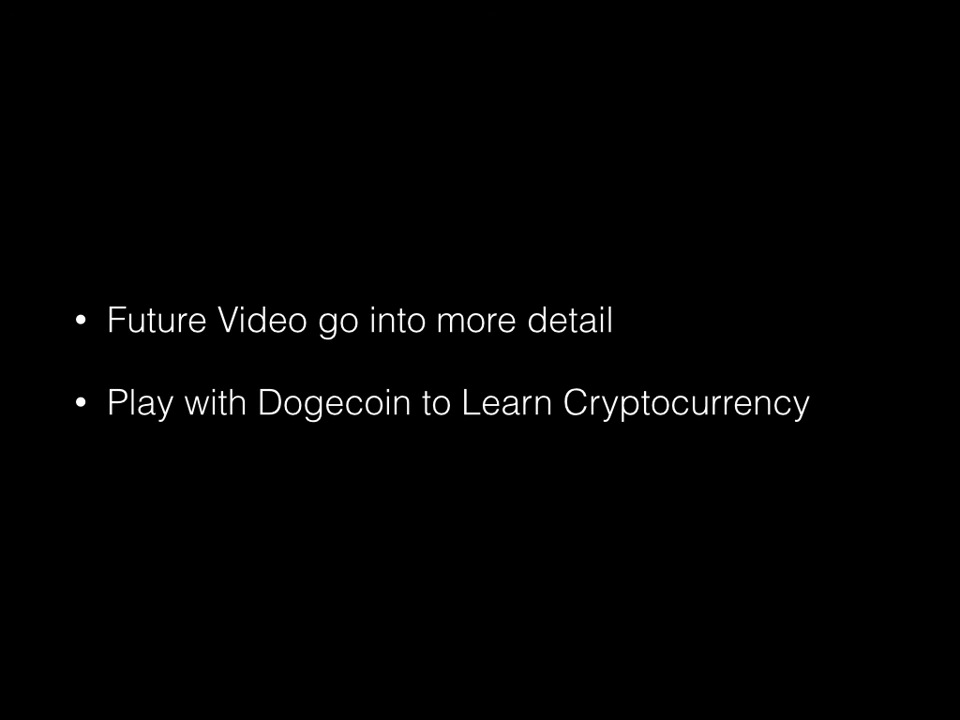 • Future Video go into more detail
• Play with Dogecoin to Learn Cryptocurrency